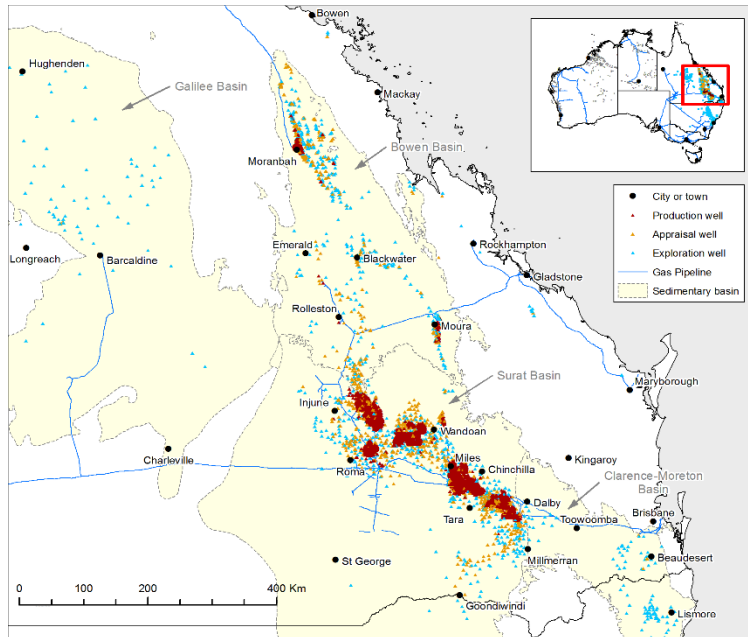 Bowen
Hughenden
Galilee Basin
Mackay
Moranbah
Bowen Basin
City or town
Production well
Appraisal well
Exploration well
Gas Pipeline
Sedimentary basin
Longreach
Barcaldine
Emerald
Blackwater
Rockhampton
Gladstone
Rolleston
Moura
Surat Basin
Maryborough
Injune
Wandoan
Charleville
Roma
Miles
Chinchilla
Kingaroy
Clarence-Moreton
Basin
Tara
Dalby
Toowoomba
Brisbane
St George
Millmerran
Beaudesert
0 100 200 400 Km
Goondiwindi
Lismore